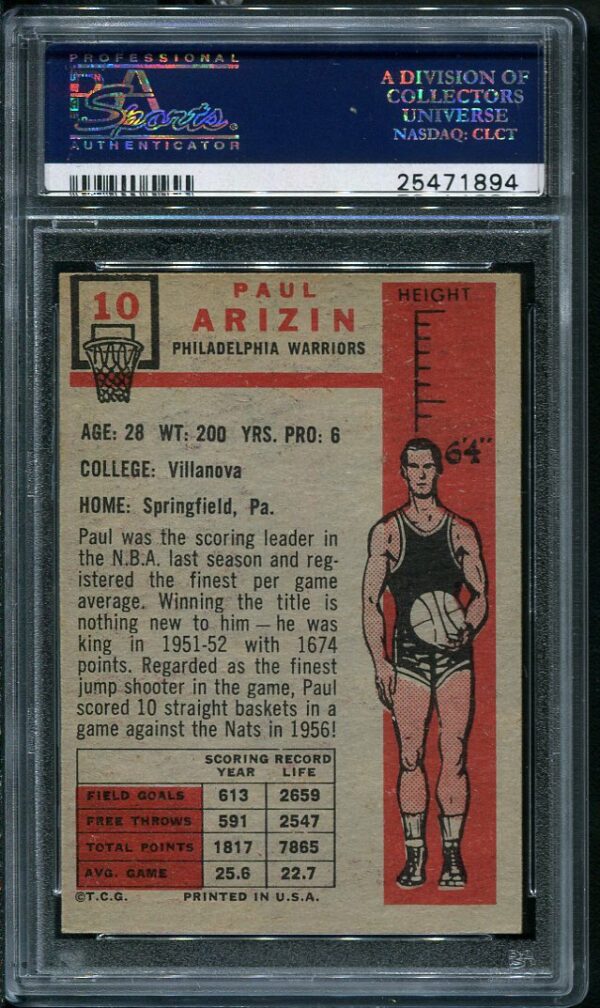 PROFESSIONAL
PSA
Sports
AUTHENTICATOR
A DIVISION OF
COLLECTORS
UNIVERSE
NASDAQ: CLCT
25471894
10
PAUL
ARIZIN
PHILADELPHIA WARRIORS
HEIGHT
6'4"
AGE: 28 WT: 200 YRS. PRO: 6
COLLEGE: Villanova
HOME: Springfield, Pa.
Paul was the scoring leader in
the N.B.A. last season and reg-
istered the finest per game
average. Winning the title is
nothing new to him — he was
king in 1951-52 with 1674
points. Regarded as the finest
jump shooter in the game, Paul
scored 10 straight baskets in a
game against the Nats in 1956!
SCORING RECORD
YEAR LIFE
FIELD GOALS 613 2659
FREE THROWS 591 2547
TOTAL POINTS 1817 7865
AVG. GAME 25.6 22.7
©T.C.G. PRINTED IN U.S.A.